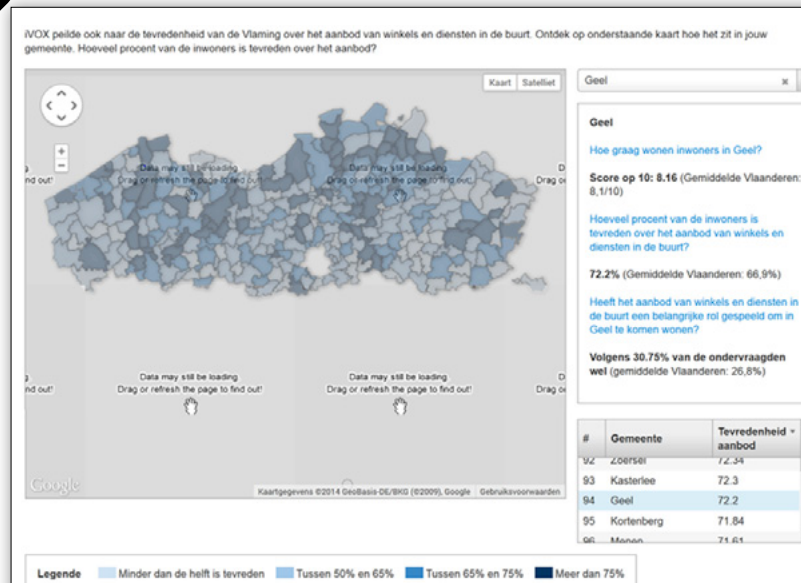 iVOX peilde ook naar de tevredenheid van de Vlaming over het aanbod van winkels en diensten in de buurt. Ontdek op onderstaande kaart hoe het zit in jouw
gemeente. Hoeveel procent van de inwoners is tevreden over het aanbod?
Kaart Satelliet
Data may still be loading
Drag or refresh the page to find out!
Data may still be loading
Drag or refresh the page to find out!
nd out!
Drag o
Data may still be loading
Drag or refresh the page to find out!
Data may still be loading
Drag or refresh the page to find out!
nd out!
Drag o
Google
Kaartgegevens ©2014 GeoBasis-DE/BKG (©2009), Google Gebruiksvoorwaarden
Geel
Geel
Hoe graag wonen inwoners in Geel?
Score op 10: 8.16 (Gemiddelde Vlaanderen:
8,1/10)
Hoeveel procent van de inwoners is
tevreden over het aanbod van winkels en
diensten in de buurt?
72.2% (Gemiddelde Vlaanderen: 66,9%)
Heeft het aanbod van winkels en diensten in
de buurt een belangrijke rol gespeeld om in
Geel te komen wonen?
Volgens 30.75% van de ondervraagden
wel (gemiddelde Vlaanderen: 26,8%)
# Gemeente Tevredenheid
aanbod
92 Zoersel 72.34
93 Kasterlee 72.3
94 Geel 72.2
95 Kortenberg 71.84
96 Menen 71.61
Legende Minder dan de helft is tevreden Tussen 50% en 65% Tussen 65% en 75% Meer dan 75%